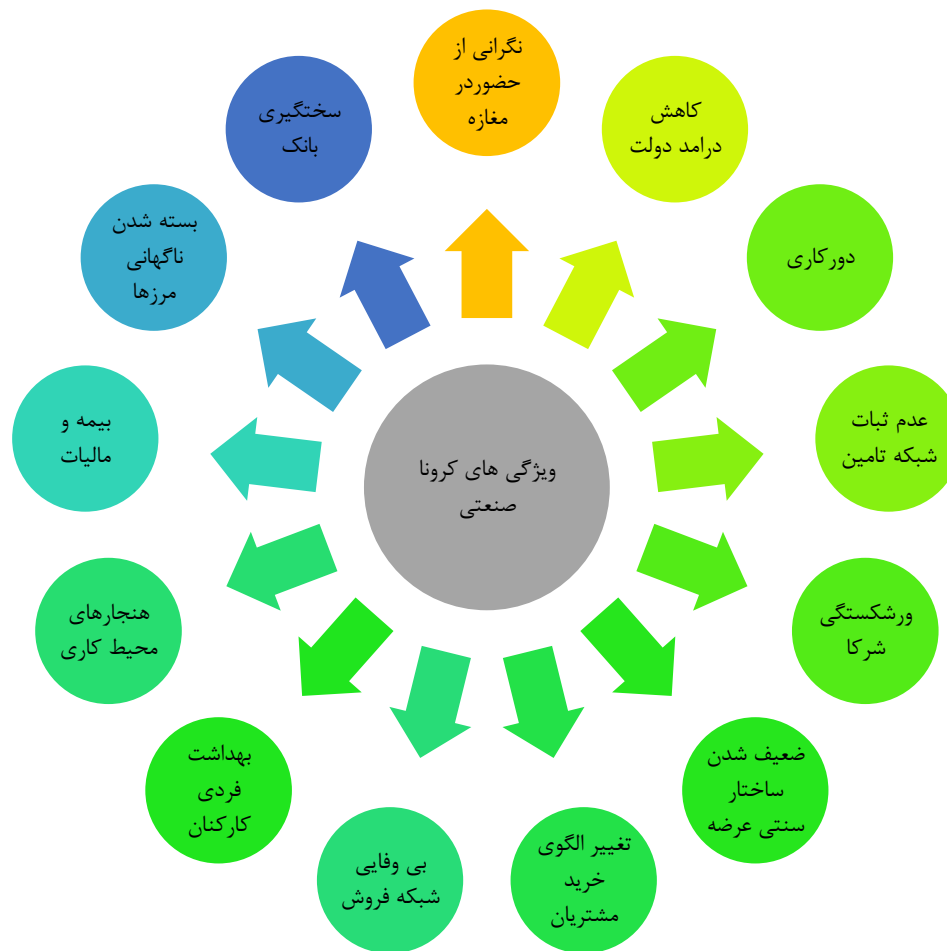 ویژگی های کرونا
صنعتی
نگرانی از
حضوردر
مغازه
کاهش
درامد دولت
دورکاری
عدم ثبات
شبکه تامین
ورشکستگی
شرکا
ضعیف شدن
ساختار
سنتی عرضه
تغییر الگوی
خرید
مشتریان
بی وفایی
شبکه فروش
بهداشت
فردی
کارکنان
هنجارهای
محیط کاری
بیمه و
مالیات
بسته شدن
ناگهانی
مرزها
سختگیری
بانک